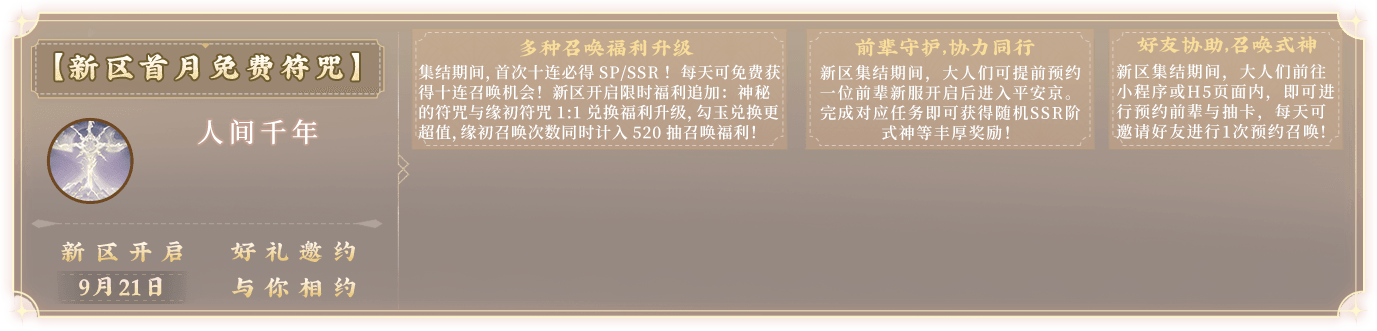 【新区首月免费符咒】
人间千年
新区开启 好礼邀约
9月21日 与你相约
多种召唤福利升级
集结期间, 首次十连必得 SP/SSR！每天可免费获
得十连召唤机会！新区开启限时福利追加：神秘
的符咒与缘初符咒 1:1 兑换福利升级, 勾玉兑换更
超值, 缘初召唤次数同时计入 520 抽召唤福利！
前辈守护,协力同行
新区集结期间，大人们可提前预约
一位前辈新服开启后进入平安京。
完成对应任务即可获得随机SSR阶
式神等丰厚奖励！
好友协助,召唤式神
新区集结期间，大人们前往
小程序或H5页面内，即可进
行预约前辈与抽卡，每天可
邀请好友进行1次预约召唤！